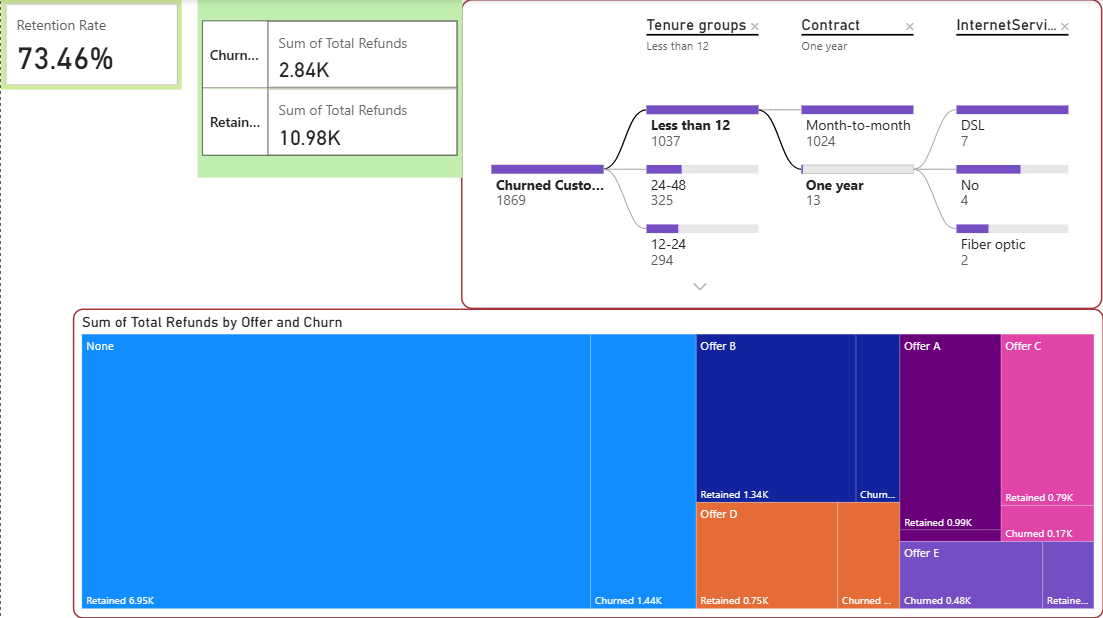 Retention Rate
73.46%
Churn...
Sum of Total Refunds
2.84K
Retain...
Sum of Total Refunds
10.98K
Tenure groups
Less than 12
Contract
One year
InternetServi...
Churned Custo...
1869
Less than 12
1037
24-48
325
12-24
294
Month-to-month
1024
One year
13
DSL
7
No
4
Fiber optic
2
Sum of Total Refunds by Offer and Churn
None
Retained 6.95K
Churned 1.44K
Offer B
Retained 1.34K
Churn...
Offer D
Retained 0.75K
Churned ...
Offer A
Retained 0.99K
Offer C
Retained 0.79K
Churned 0.17K
Offer E
Churned 0.48K
Retaine...